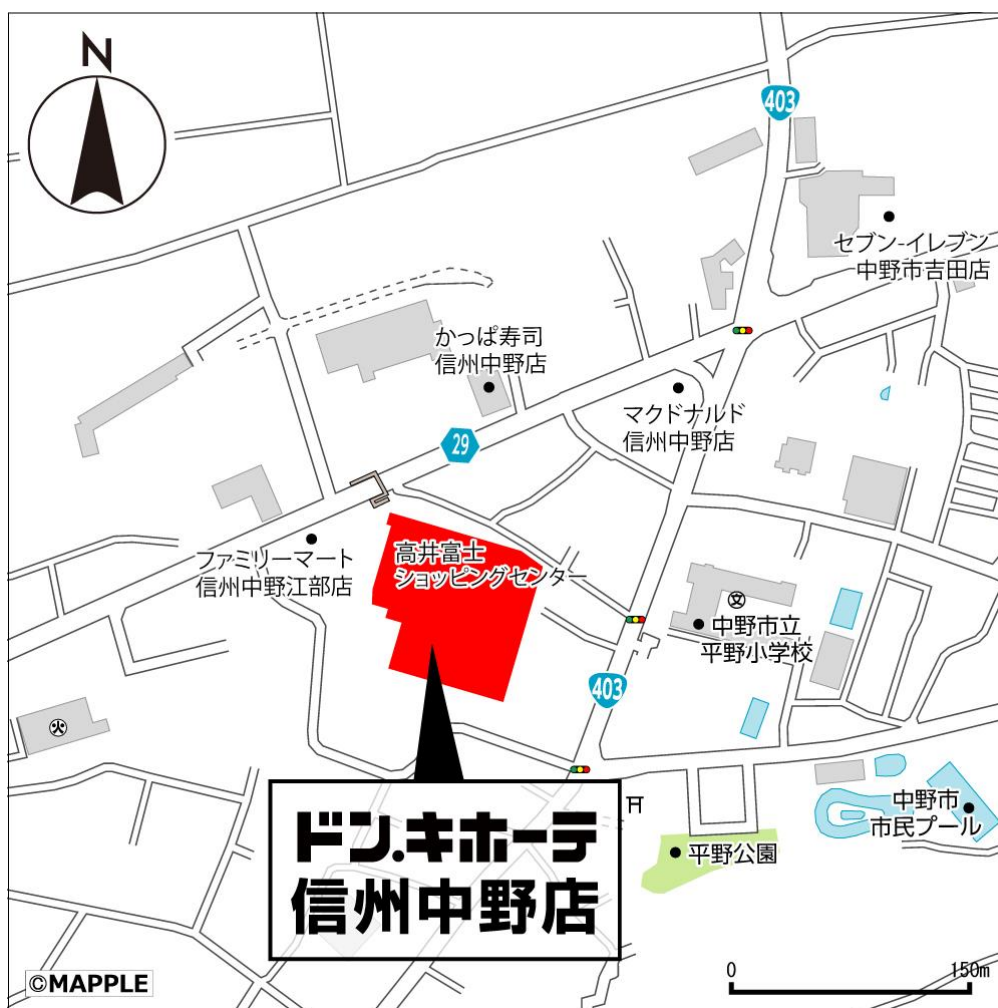 N
403
セブン-イレブン
中野市吉田店
かっぱ寿司
信州中野店
マクドナルド
信州中野店
29
ファミリーマート
信州中野江部店
高井富士
ショッピングセンター
文
中野市立
平野小学校
403
火
ドン.キホーテ
信州中野店
中野市
市民プール
平野公園
©MAPPLE
0
150m